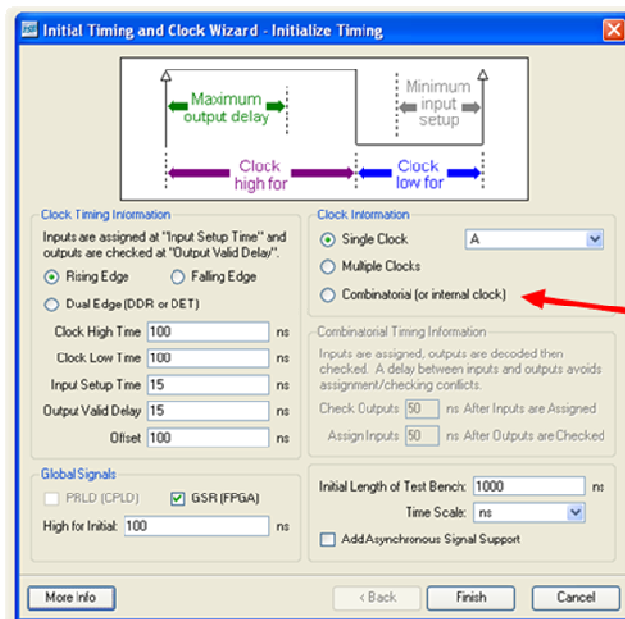 Initial Timing and Clock Wizard - Initialize Timing
Maximum
output delay
Minimum
input
setup
Clock
high for
Clock
low for
Clock Timing Information
Inputs are assigned at "Input Setup Time" and
outputs are checked at "Output Valid Delay".
Rising Edge
Falling Edge
Dual Edge (DDR or DET)
Clock High Time 100 ns
Clock Low Time 100 ns
Input Setup Time 15 ns
Output Valid Delay 15 ns
Offset 100 ns
Global Signals
PRLD (CPLD)
GSR (FPGA)
High for Initial: 100 ns
Clock Information
Single Clock
A
Multiple Clocks
Combinatorial (or internal clock)
Combinatorial Timing Information
Inputs are assigned, outputs are decoded then
checked. A delay between inputs and outputs avoids
assignment/checking conflicts.
Check Outputs 50 ns After Inputs are Assigned
Assign Inputs 50 ns After Outputs are Checked
Initial Length of Test Bench: 1000 ns
Time Scale: ns
Add Asynchronous Signal Support
More Info
< Back
Finish
Cancel